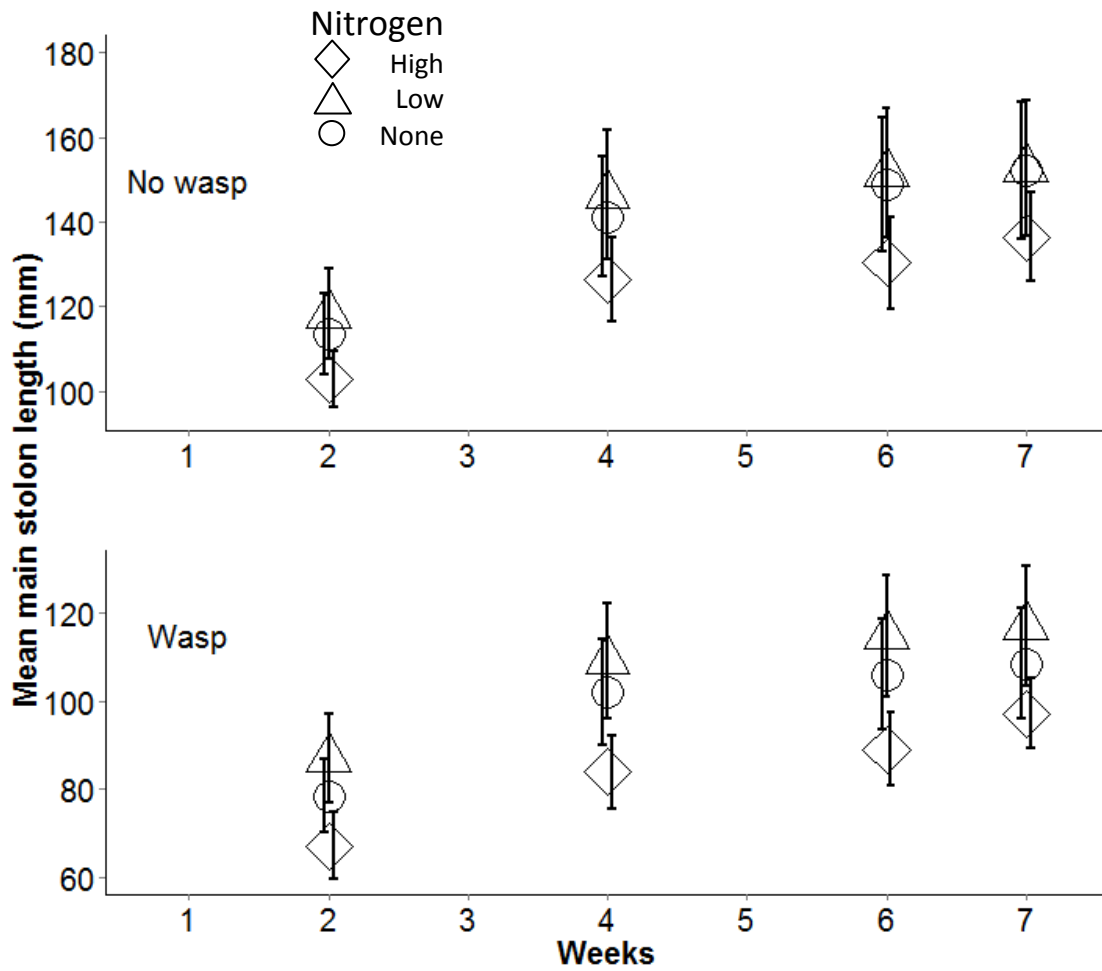 Nitrogen
High
Low
None
Mean main stolon length (mm)
180
160
140
120
100
No wasp
1 2 3 4 5 6 7
120
100
80
60
Wasp
1 2 3 4 5 6 7
Weeks